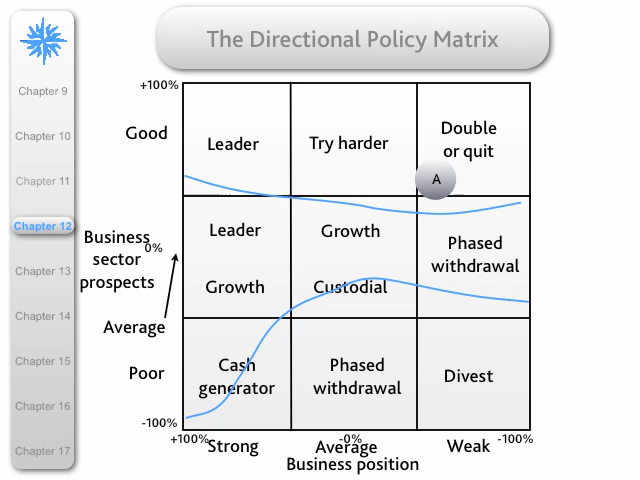 The Directional Policy Matrix
Chapter 9
Chapter 10
Chapter 11
Chapter 12
Chapter 13
Chapter 14
Chapter 15
Chapter 16
Chapter 17
+100%
Good
Leader
Try harder
Double
or quit
A
Business
sector
prospects
0%
Leader
Growth
Growth
Custodial
Phased
withdrawal
Average
Poor
Cash
generator
Phased
withdrawal
Divest
-100%
+100%
-0%
-100%
Strong
Average
Weak
Business position